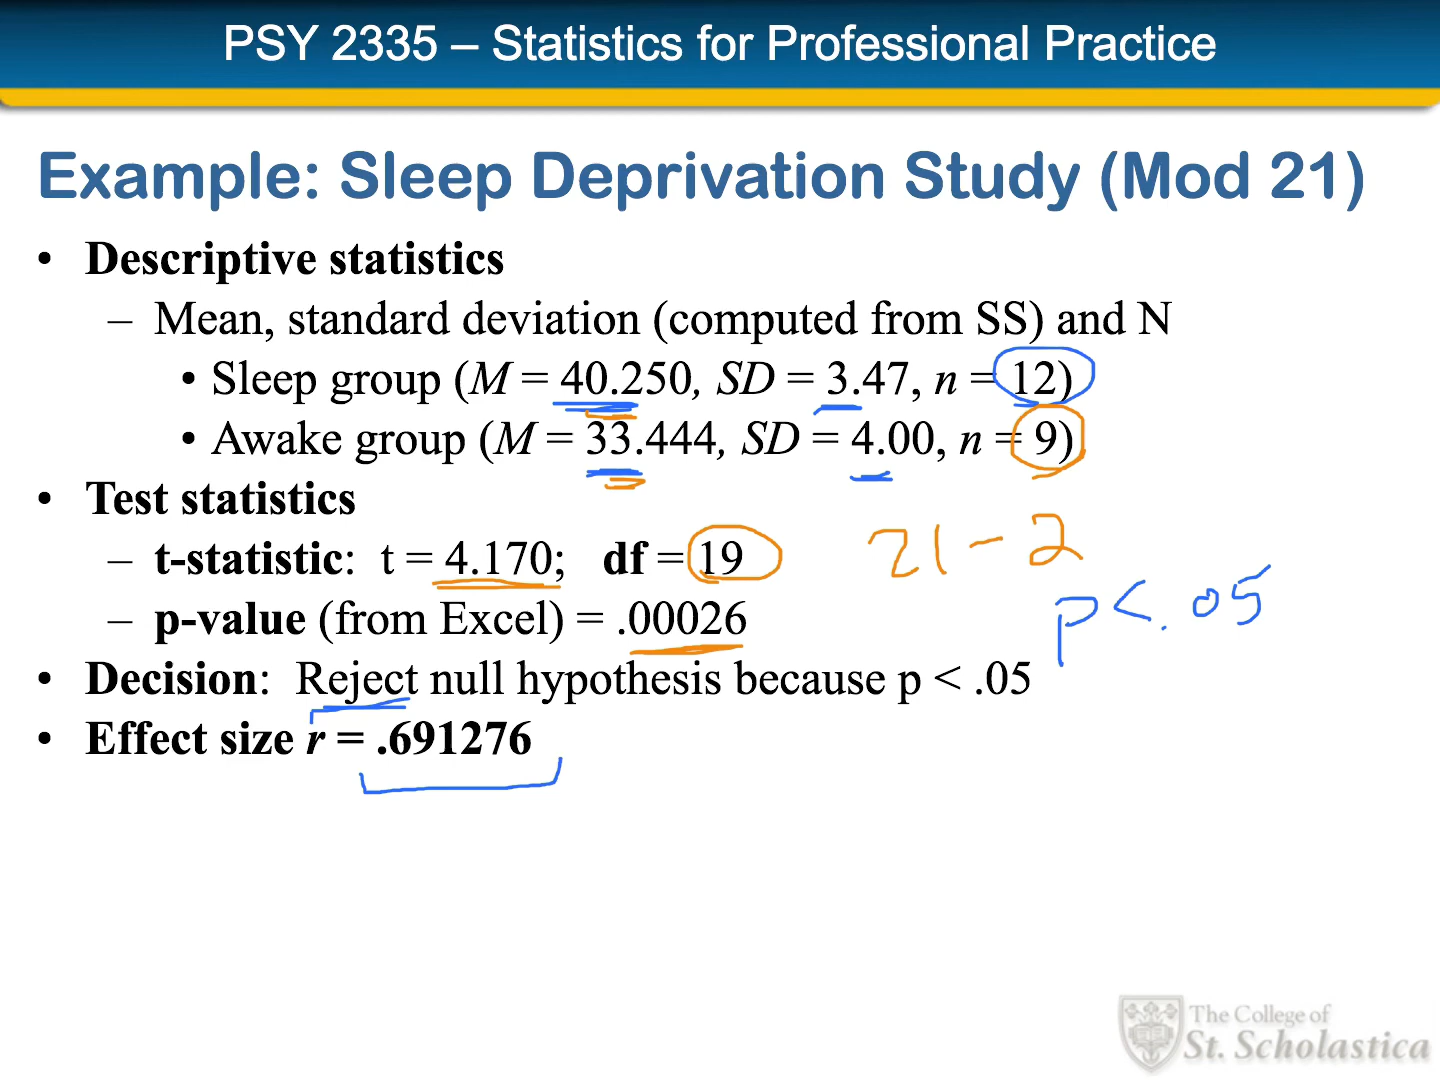 PSY 2335 – Statistics for Professional Practice
Example: Sleep Deprivation Study (Mod 21)
• Descriptive statistics
– Mean, standard deviation (computed from SS) and N
• Sleep group (M = 40.250, SD = 3.47, n = 12)
• Awake group (M = 33.444, SD = 4.00, n = 9)
• Test statistics
– t-statistic: t = 4.170; df = 19
21 - 2
– p-value (from Excel) = .00026
p < .05
• Decision: Reject null hypothesis because p < .05
• Effect size r = .691276
The College of
St. Scholastica